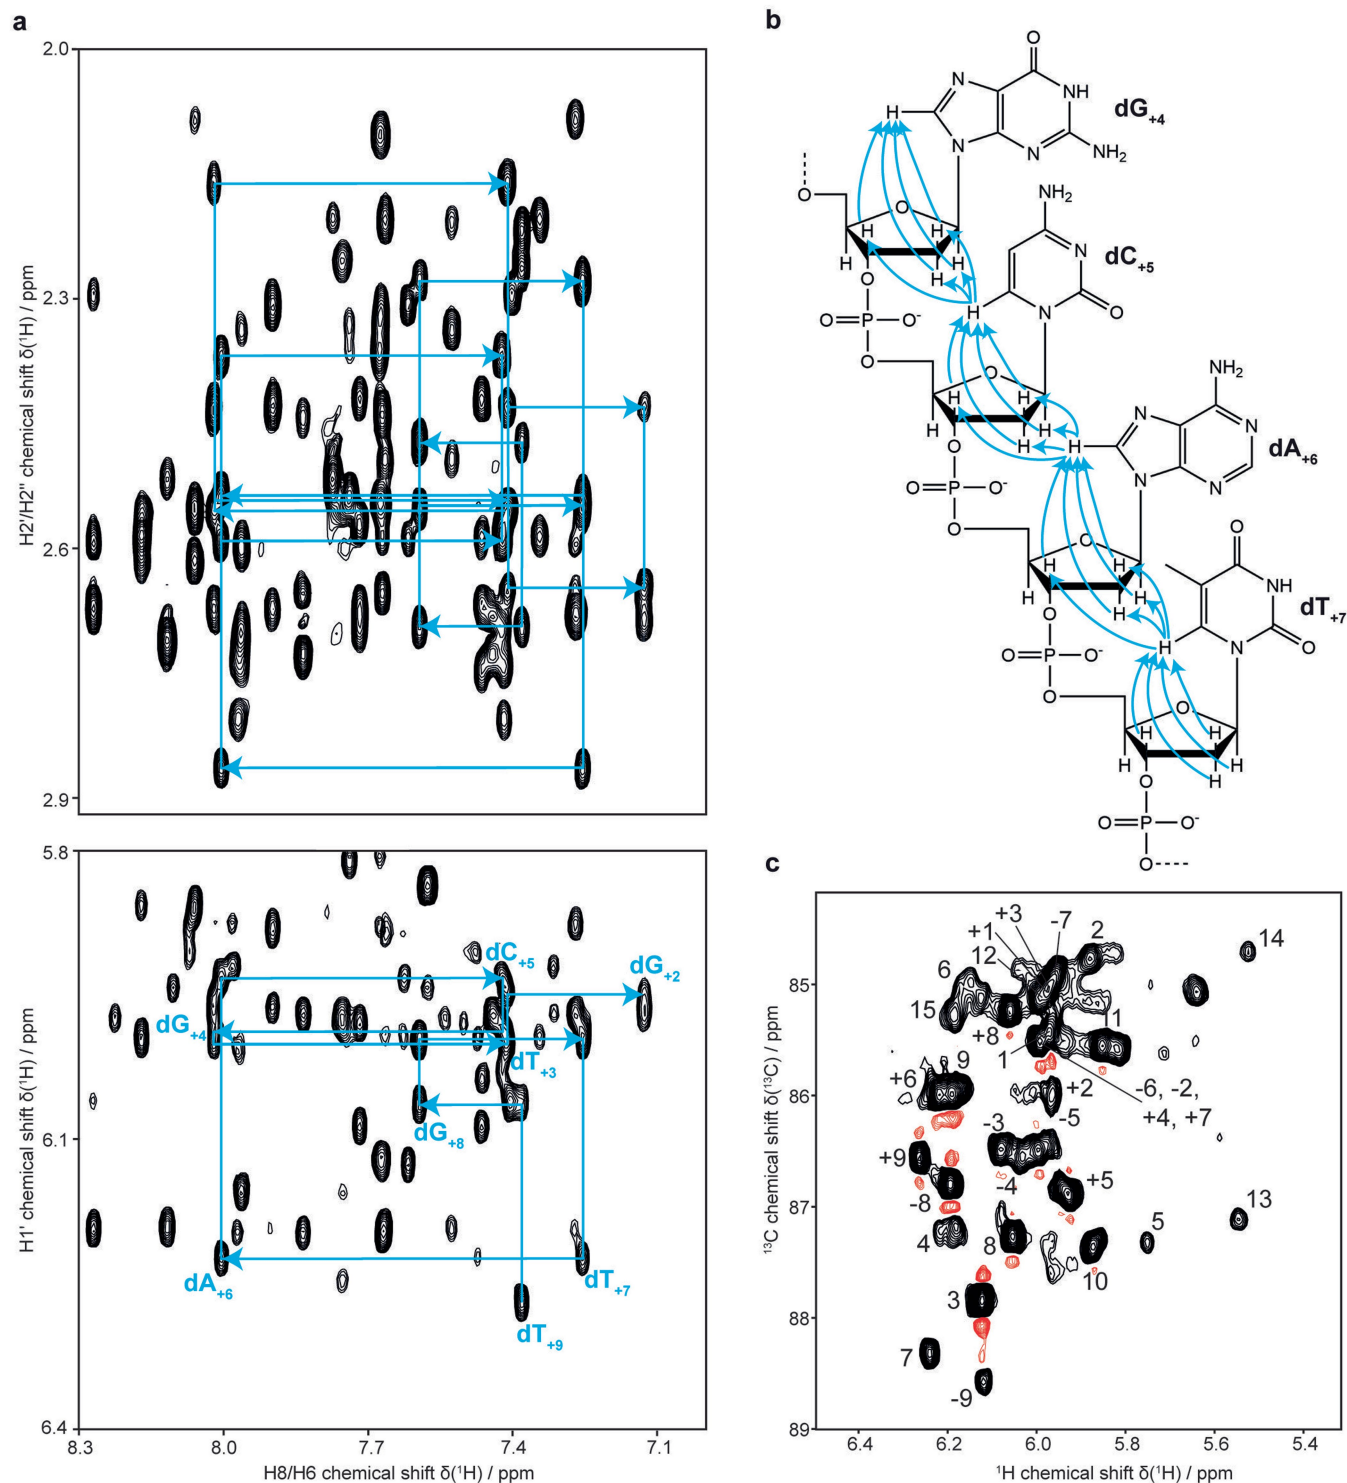 a
2.0
2.3
2.6
2.9
H2'/H2'' chemical shift δ(¹H) / ppm
5.8
6.1
6.4
H1' chemical shift δ(¹H) / ppm
dC+5
dG+2
dG+4
dT+3
dG+8
dA+6
dT+7
dT+9
8.3 8.0 7.7 7.4 7.1
H8/H6 chemical shift δ(¹H) / ppm
b
O
N NH
H dG+4
N N NH2
O O NH2
H H
N dC+5
H H
H O
H N O
O=P—O-
O O NH2
H H
N N
H H dA+6
H
H N N
O
O=P—O- O
O O
H H NH
H H dT+7
H
H N O
O
O=P—O-
O O
H H
H H
H
O
O=P—O-
O
c
+3 -7
+1 2 14
12
6
85
15 11
+8
1
+6 9 +2 -6, -2,
86 +4, +7
-5
-3
+9 +5
-4
-8 13
87
4 8 5
10
3
88
7
-9
89
6.4 6.2 6.0 5.8 5.6 5.4
¹³C chemical shift δ(¹³C) / ppm
¹H chemical shift δ(¹H) / ppm